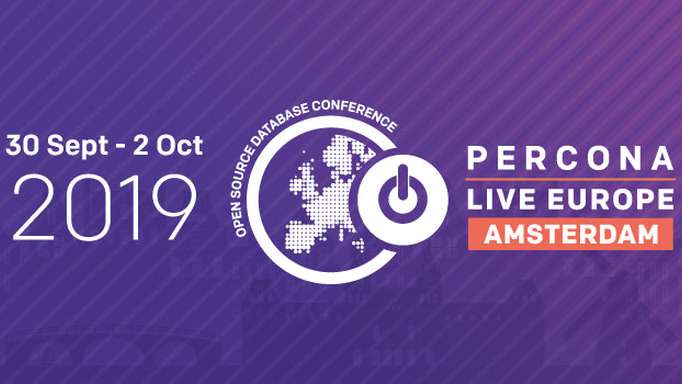 30 Sept - 2 Oct
2019
OPEN SOURCE DATABASE CONFERENCE
PERCONA
LIVE EUROPE
AMSTERDAM